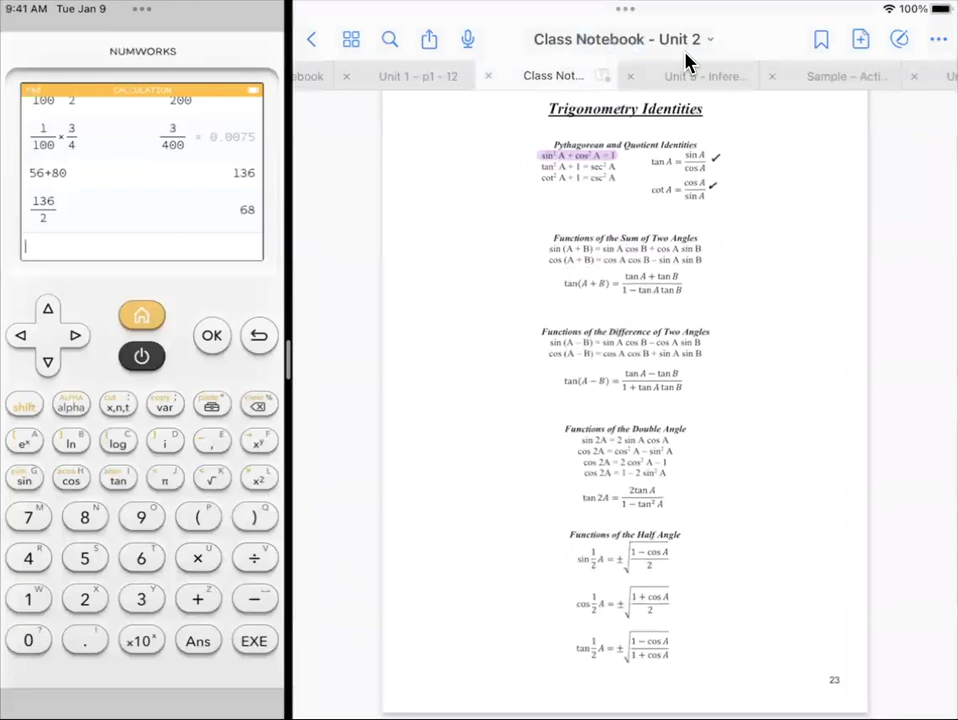 9:41 AM Tue Jan 9
100%
NUMWORKS
rad CALCULATION
100 2 200
1/100 × 3/4 3/400 = 0.0075
56+80 136
136/2 68
OK
shift alpha x,n,t var
e^x ln log i , x^y
sin cos tan π √ x²
7 8 9 ( )
4 5 6 × ÷
1 2 3 + −
0 . ×10^x Ans EXE
Class Notebook - Unit 2
ebook
Unit 1 - p1 - 12
Class Not...
Unit 9 - Infere...
Sample – Acti...
Trigonometry Identities
Pythagorean and Quotient Identities
sin² A + cos² A = 1
tan² A + 1 = sec² A
cot² A + 1 = csc² A
tan A = sin A / cos A ✓
cot A = cos A / sin A ✓
Functions of the Sum of Two Angles
sin (A + B) = sin A cos B + cos A sin B
cos (A + B) = cos A cos B – sin A sin B
tan(A + B) = (tan A + tan B) / (1 − tan A tan B)
Functions of the Difference of Two Angles
sin (A – B) = sin A cos B – cos A sin B
cos (A – B) = cos A cos B + sin A sin B
tan(A − B) = (tan A − tan B) / (1 + tan A tan B)
Functions of the Double Angle
sin 2A = 2 sin A cos A
cos 2A = cos² A – sin² A
cos 2A = 2 cos² A – 1
cos 2A = 1 – 2 sin² A
tan 2A = 2tan A / (1 − tan² A)
Functions of the Half Angle
sin 1/2 A = ± √((1 − cos A)/2)
cos 1/2 A = ± √((1 + cos A)/2)
tan 1/2 A = ± √((1 − cos A)/(1 + cos A))
23